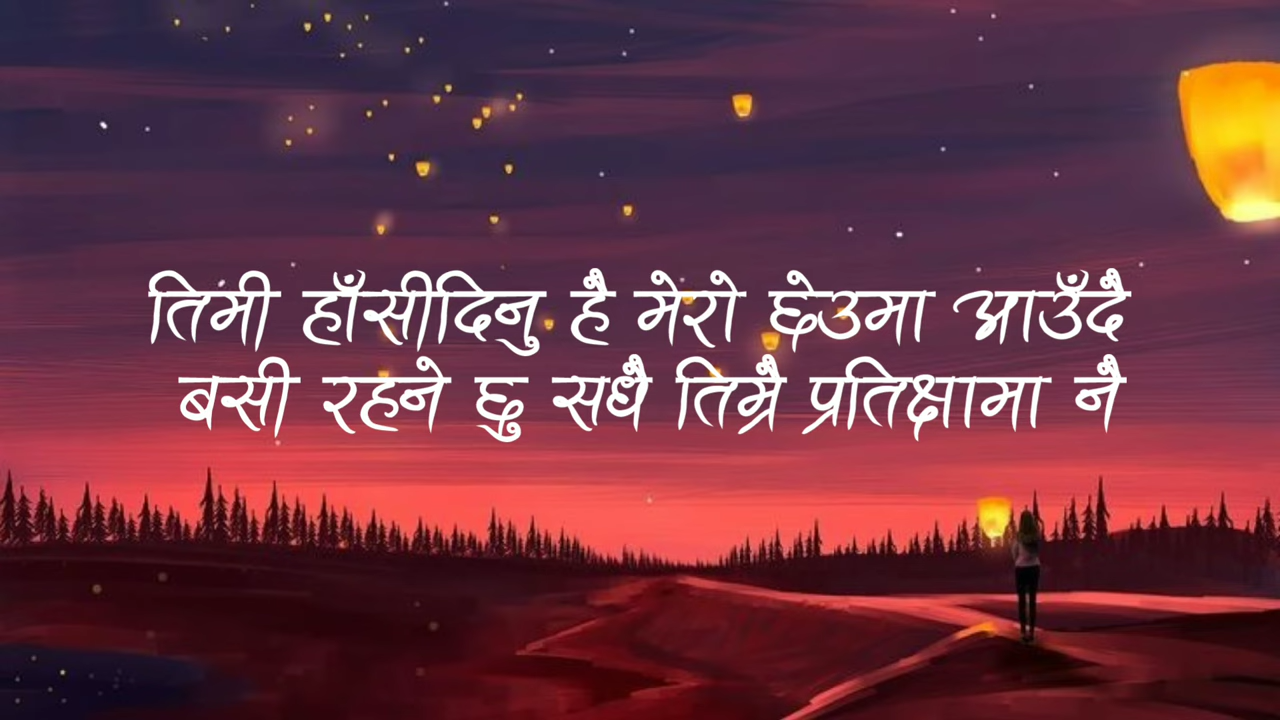 तिमी हाँसीदिनु है मेरो छेउमा आउँदै
बसी रहने छु सधै तिम्रै प्रतिक्षामा नै